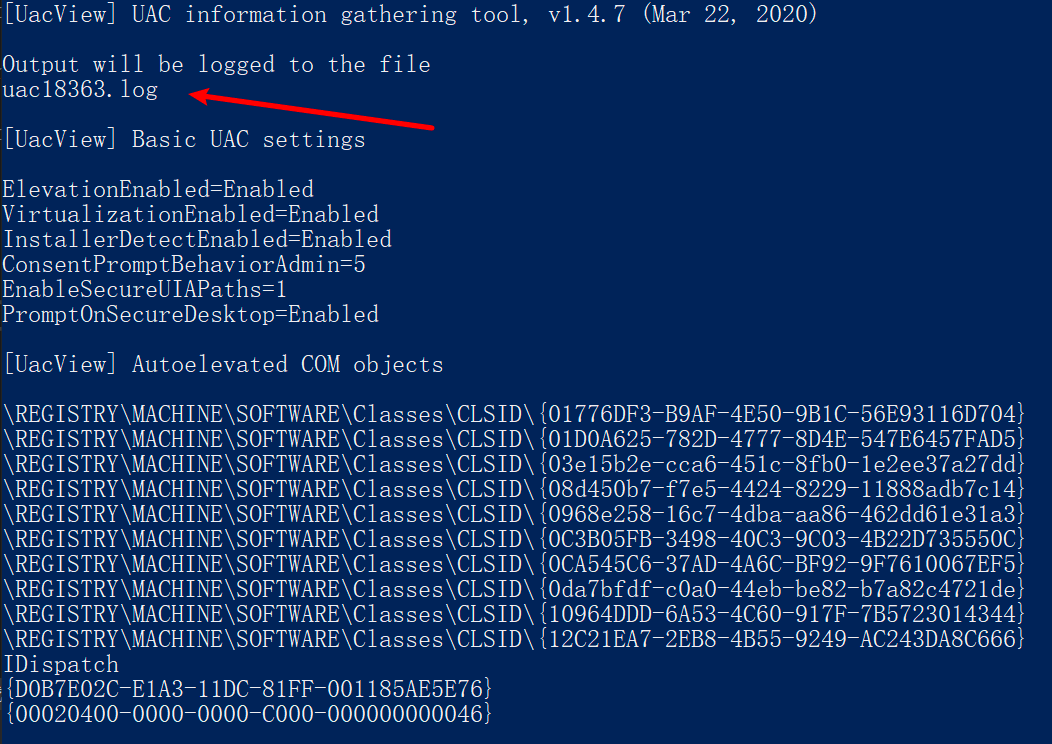 [UacView] UAC information gathering tool, v1.4.7 (Mar 22, 2020)
Output will be logged to the file
uac18363.log
[UacView] Basic UAC settings
ElevationEnabled=Enabled
VirtualizationEnabled=Enabled
InstallerDetectEnabled=Enabled
ConsentPromptBehaviorAdmin=5
EnableSecureUIAPaths=1
PromptOnSecureDesktop=Enabled
[UacView] Autoelevated COM objects
\REGISTRY\MACHINE\SOFTWARE\Classes\CLSID\{01776DF3-B9AF-4E50-9B1C-56E93116D704}
\REGISTRY\MACHINE\SOFTWARE\Classes\CLSID\{01D0A625-782D-4777-8D4E-547E6457FAD5}
\REGISTRY\MACHINE\SOFTWARE\Classes\CLSID\{03e15b2e-cca6-451c-8fb0-1e2ee37a27dd}
\REGISTRY\MACHINE\SOFTWARE\Classes\CLSID\{08d450b7-f7e5-4424-8229-11888adb7c14}
\REGISTRY\MACHINE\SOFTWARE\Classes\CLSID\{0968e258-16c7-4dba-aa86-462dd61e31a3}
\REGISTRY\MACHINE\SOFTWARE\Classes\CLSID\{0C3B05FB-3498-40C3-9C03-4B22D735550C}
\REGISTRY\MACHINE\SOFTWARE\Classes\CLSID\{0CA545C6-37AD-4A6C-BF92-9F7610067EF5}
\REGISTRY\MACHINE\SOFTWARE\Classes\CLSID\{0da7bfdf-c0a0-44eb-be82-b7a82c4721de}
\REGISTRY\MACHINE\SOFTWARE\Classes\CLSID\{10964DDD-6A53-4C60-917F-7B5723014344}
\REGISTRY\MACHINE\SOFTWARE\Classes\CLSID\{12C21EA7-2EB8-4B55-9249-AC243DA8C666}
IDispatch
{D0B7E02C-E1A3-11DC-81FF-001185AE5E76}
{00020400-0000-0000-C000-000000000046}